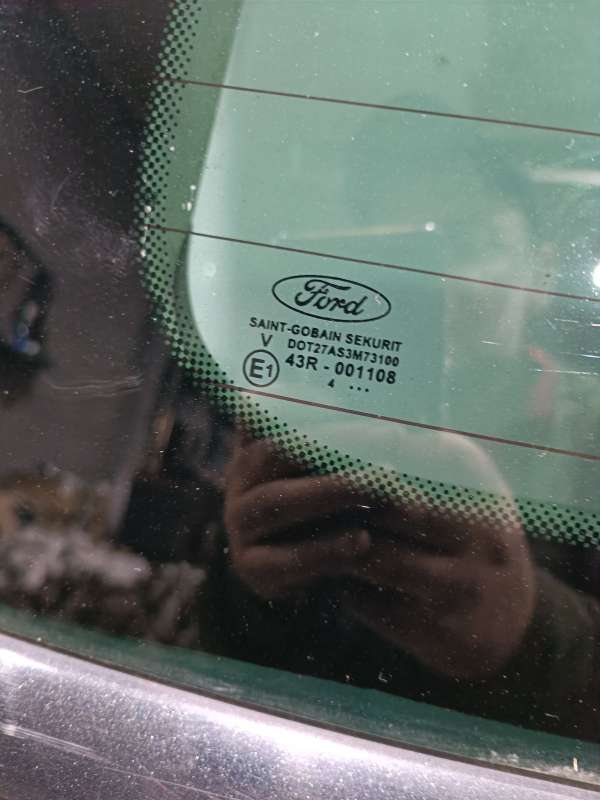 Ford
SAINT-GOBAIN SEKURIT
V DOT27AS3M73100
E1 43R - 001108
4 ...